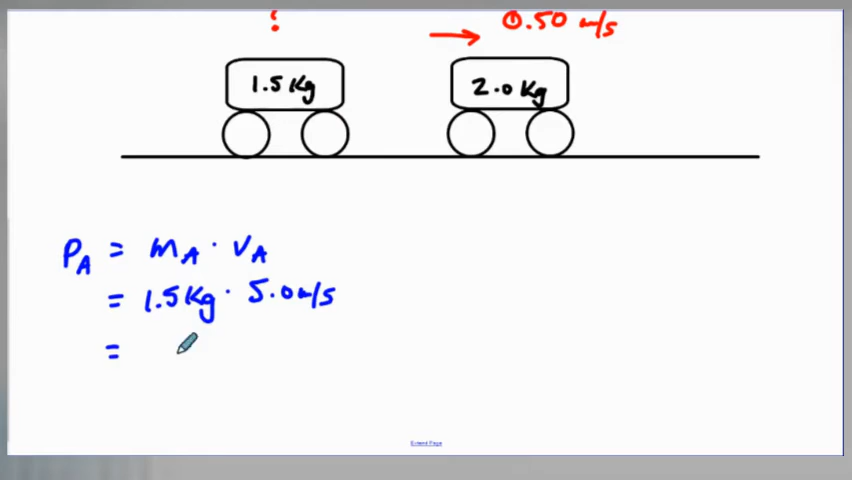 ?
0.50 m/s
1.5 Kg
2.0 Kg
PA = mA · vA
= 1.5 Kg · 5.0 m/s
=
Extend Page